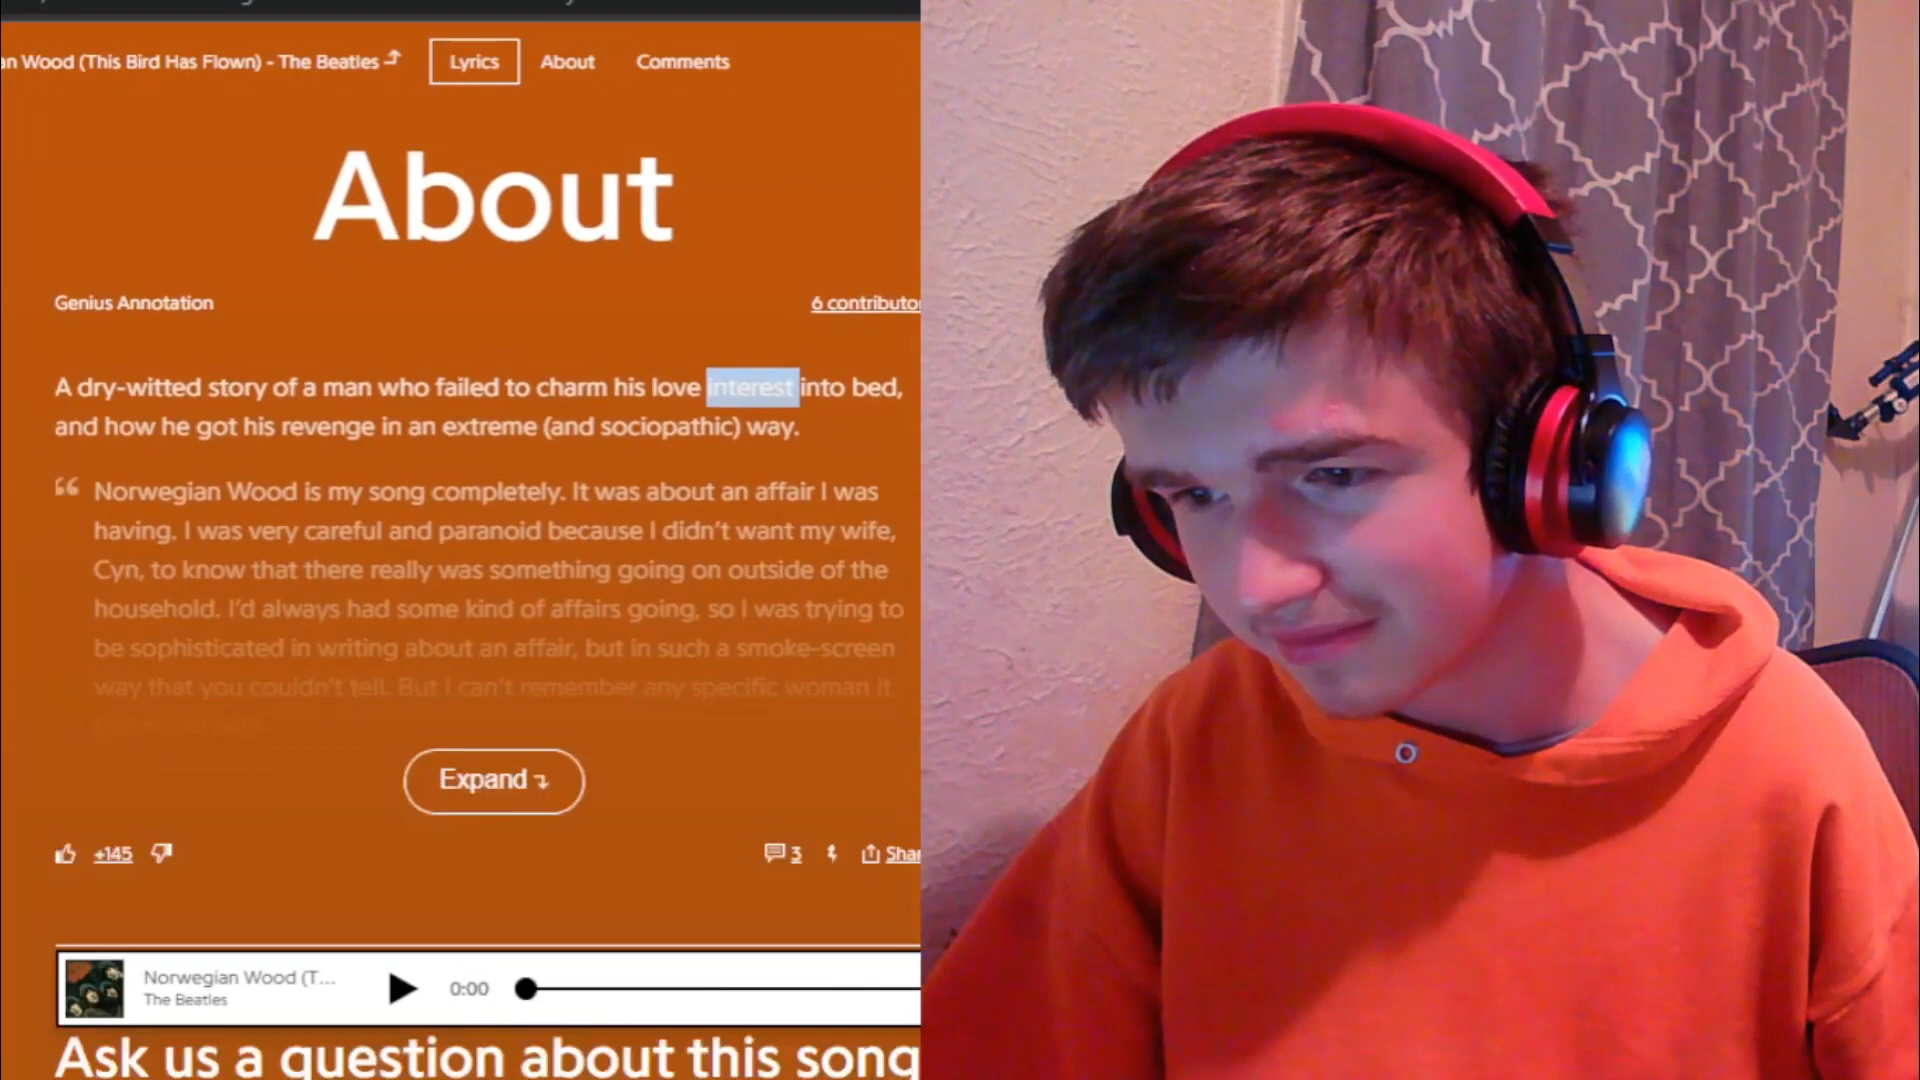 an Wood (This Bird Has Flown) - The Beatles
Lyrics
About
Comments
About
Genius Annotation
6 contributor
A dry-witted story of a man who failed to charm his love interest into bed,
and how he got his revenge in an extreme (and sociopathic) way.
“ Norwegian Wood is my song completely. It was about an affair I was
having. I was very careful and paranoid because I didn’t want my wife,
Cyn, to know that there really was something going on outside of the
household. I’d always had some kind of affairs going, so I was trying to
be sophisticated in writing about an affair, but in such a smoke-screen
way that you couldn’t tell. But I can’t remember any specific woman it
Expand
+145
3
Shar
Norwegian Wood (T...
The Beatles
0:00
Ask us a question about this song